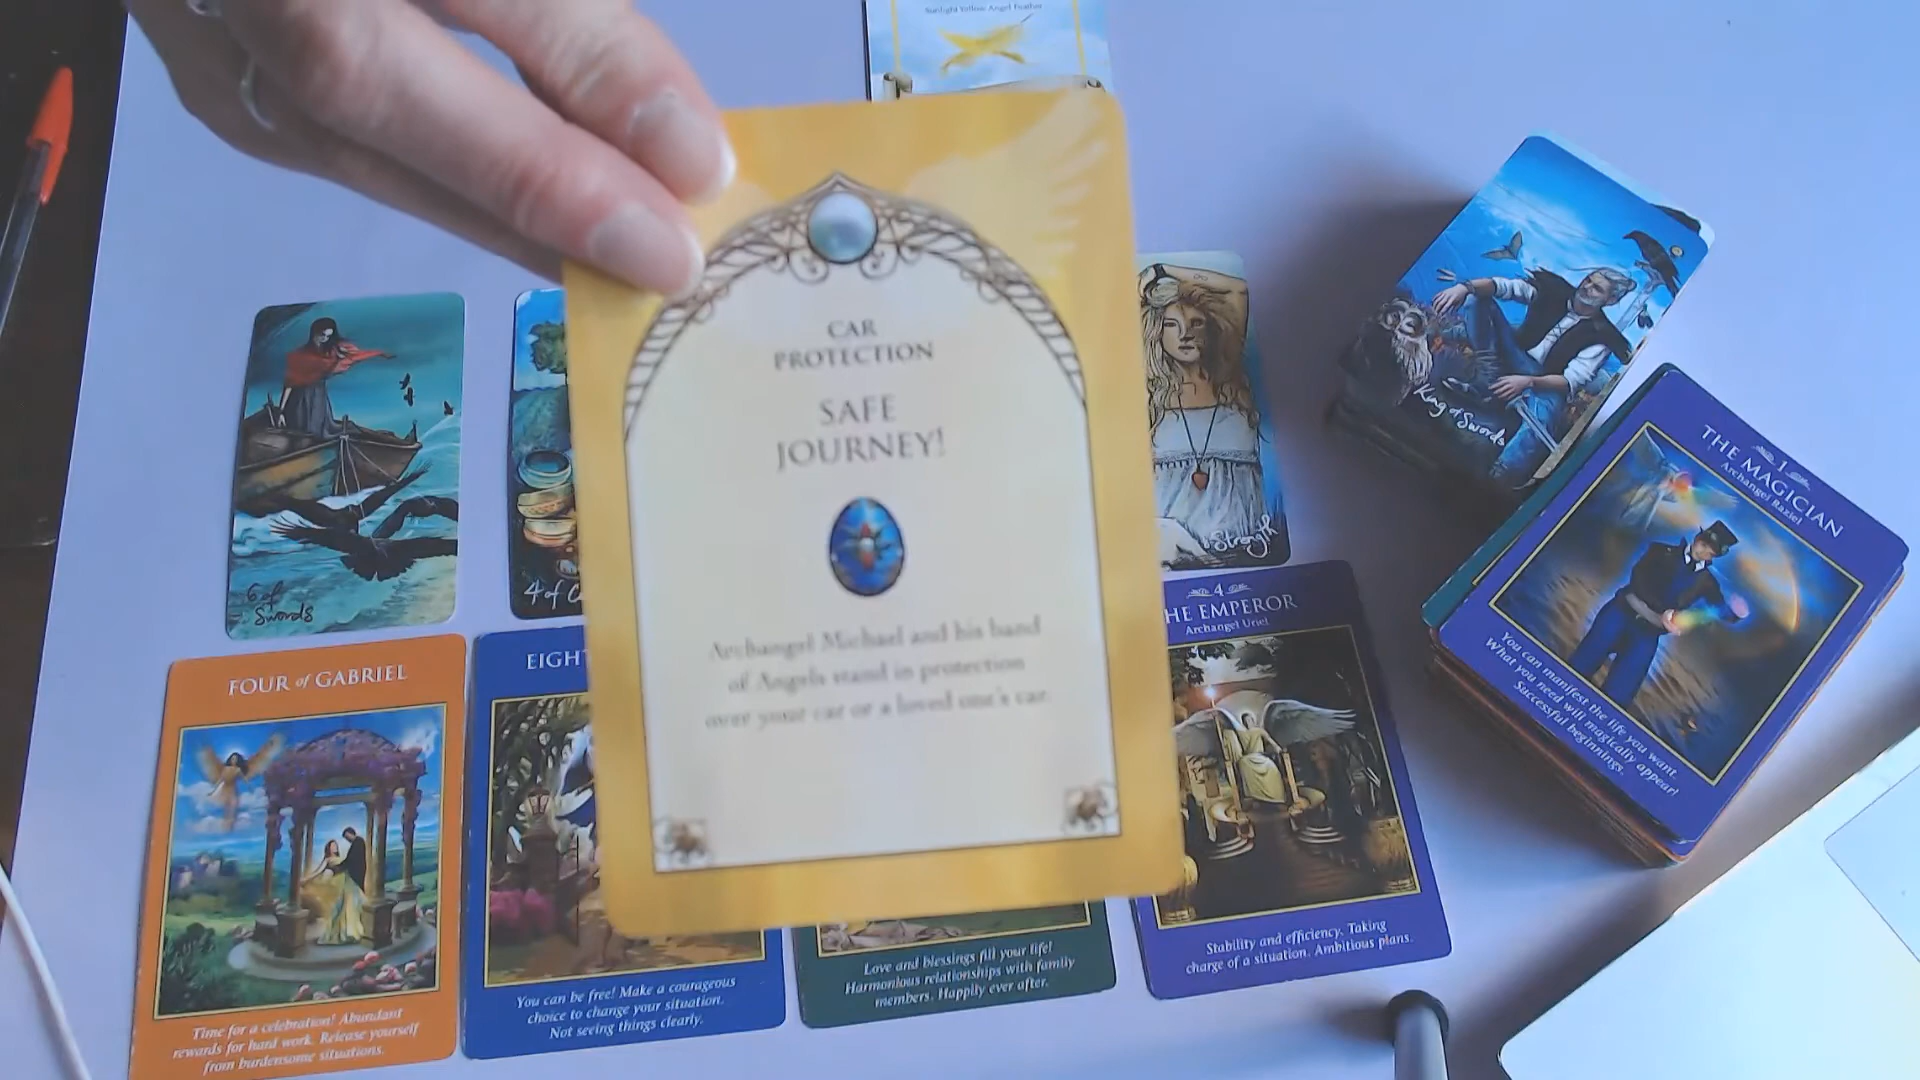 Sunlight Yellow Angel Feather
CAR
PROTECTION
SAFE
JOURNEY!
Archangel Michael and his band
of Angels stand in protection
over your car or a loved one's car.
6 of
Swords
4 of
Strength
King of Swords
FOUR of GABRIEL
Time for a celebration! Abundant
rewards for hard work. Release yourself
from burdensome situations.
You can be free! Make a courageous
choice to change your situation.
Not seeing things clearly.
Love and blessings fill your life!
Harmonious relationships with family
members. Happily ever after.
4
EMPEROR
Archangel Uriel
Stability and efficiency. Taking
charge of a situation. Ambitious plans.
1
THE MAGICIAN
Archangel Raziel
You can manifest the life you want.
What you need will magically appear!
Successful beginnings.